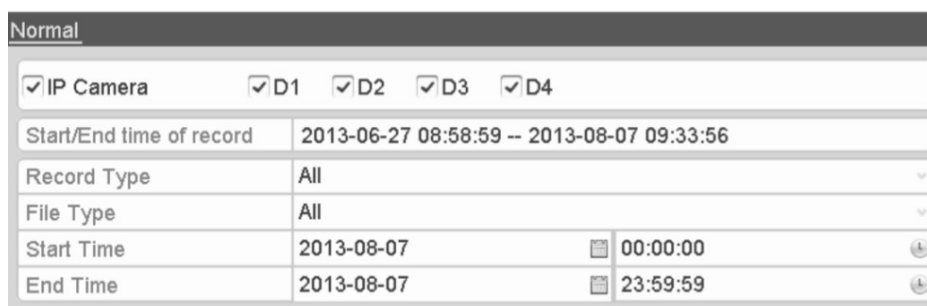 Normal
IP Camera D1 D2 D3 D4
Start/End time of record 2013-06-27 08:58:59 -- 2013-08-07 09:33:56
Record Type All
File Type All
Start Time 2013-08-07 00:00:00
End Time 2013-08-07 23:59:59